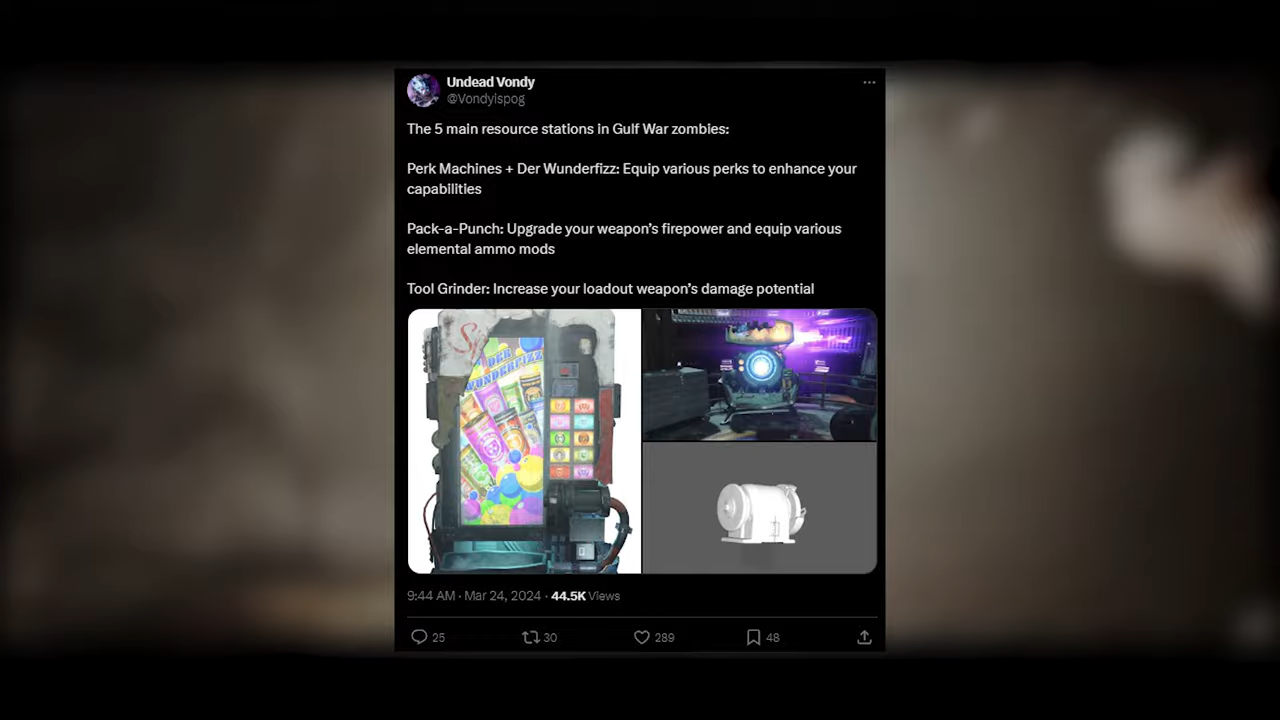 Undead Vondy
@Vondyispog
The 5 main resource stations in Gulf War zombies:
Perk Machines + Der Wunderfizz: Equip various perks to enhance your
capabilities
Pack-a-Punch: Upgrade your weapon's firepower and equip various
elemental ammo mods
Tool Grinder: Increase your loadout weapon's damage potential
DER
WUNDERFIZZ
9:44 AM · Mar 24, 2024 · 44.5K Views
25 30 289 48